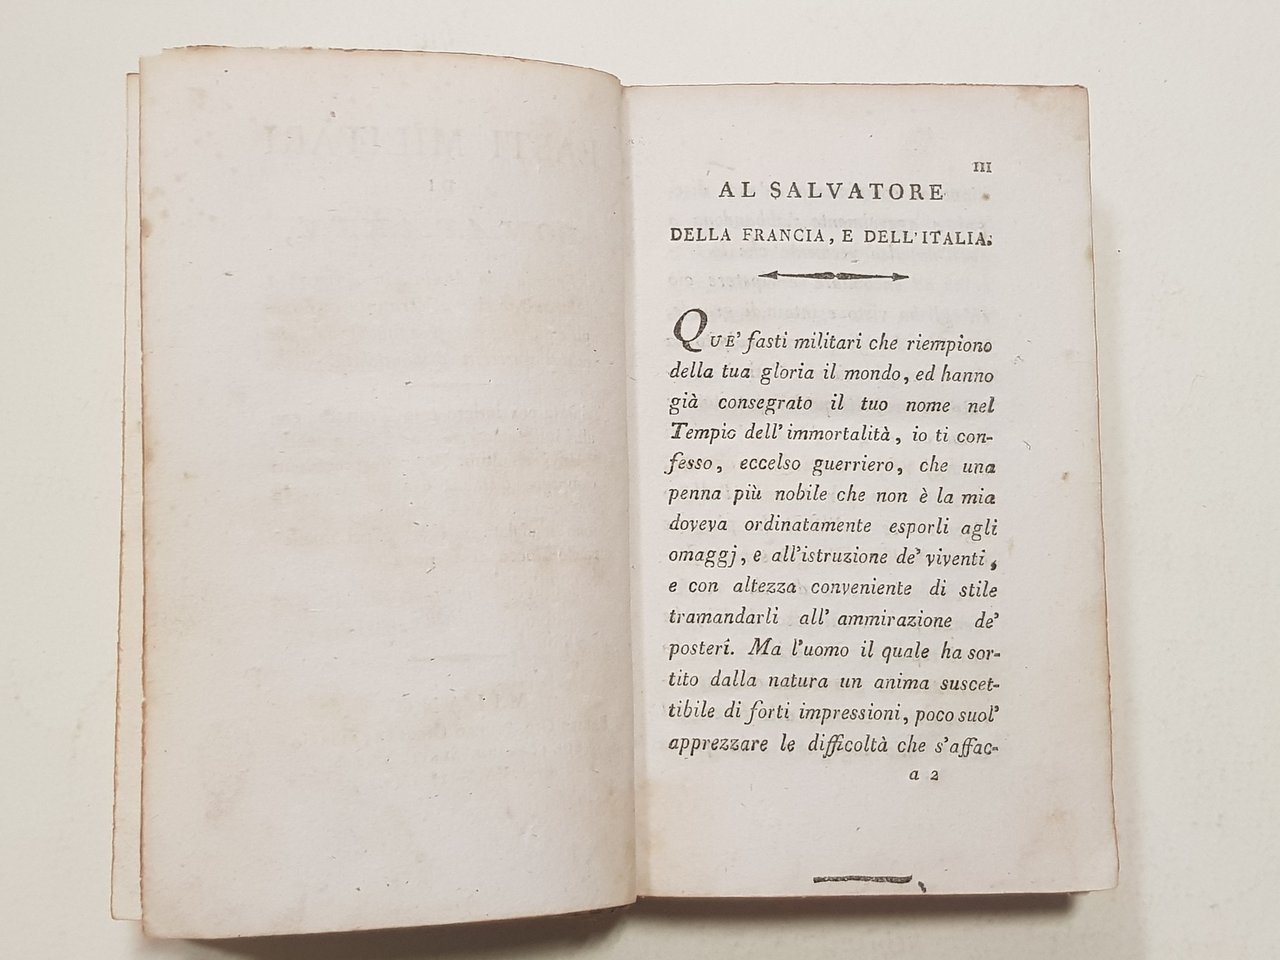 III
AL SALVATORE
DELLA FRANCIA, E DELL'ITALIA.
QUE' fasti militari che riempiono
della tua gloria il mondo, ed hanno
già consegrato il tuo nome nel
Tempio dell' immortalità, io ti con-
fesso, eccelso guerriero, che una
penna più nobile che non è la mia
doveva ordinatamente esporli agli
omaggj, e all'istruzione de' viventi,
e con altezza conveniente di stile
tramandarli all' ammirazione de'
posterî. Ma l'uomo il quale ha sor-
tito dalla natura un anima suscet-
tibile di forti impressioni, poco suol'
apprezzare le difficoltà che s'affac-
a 2